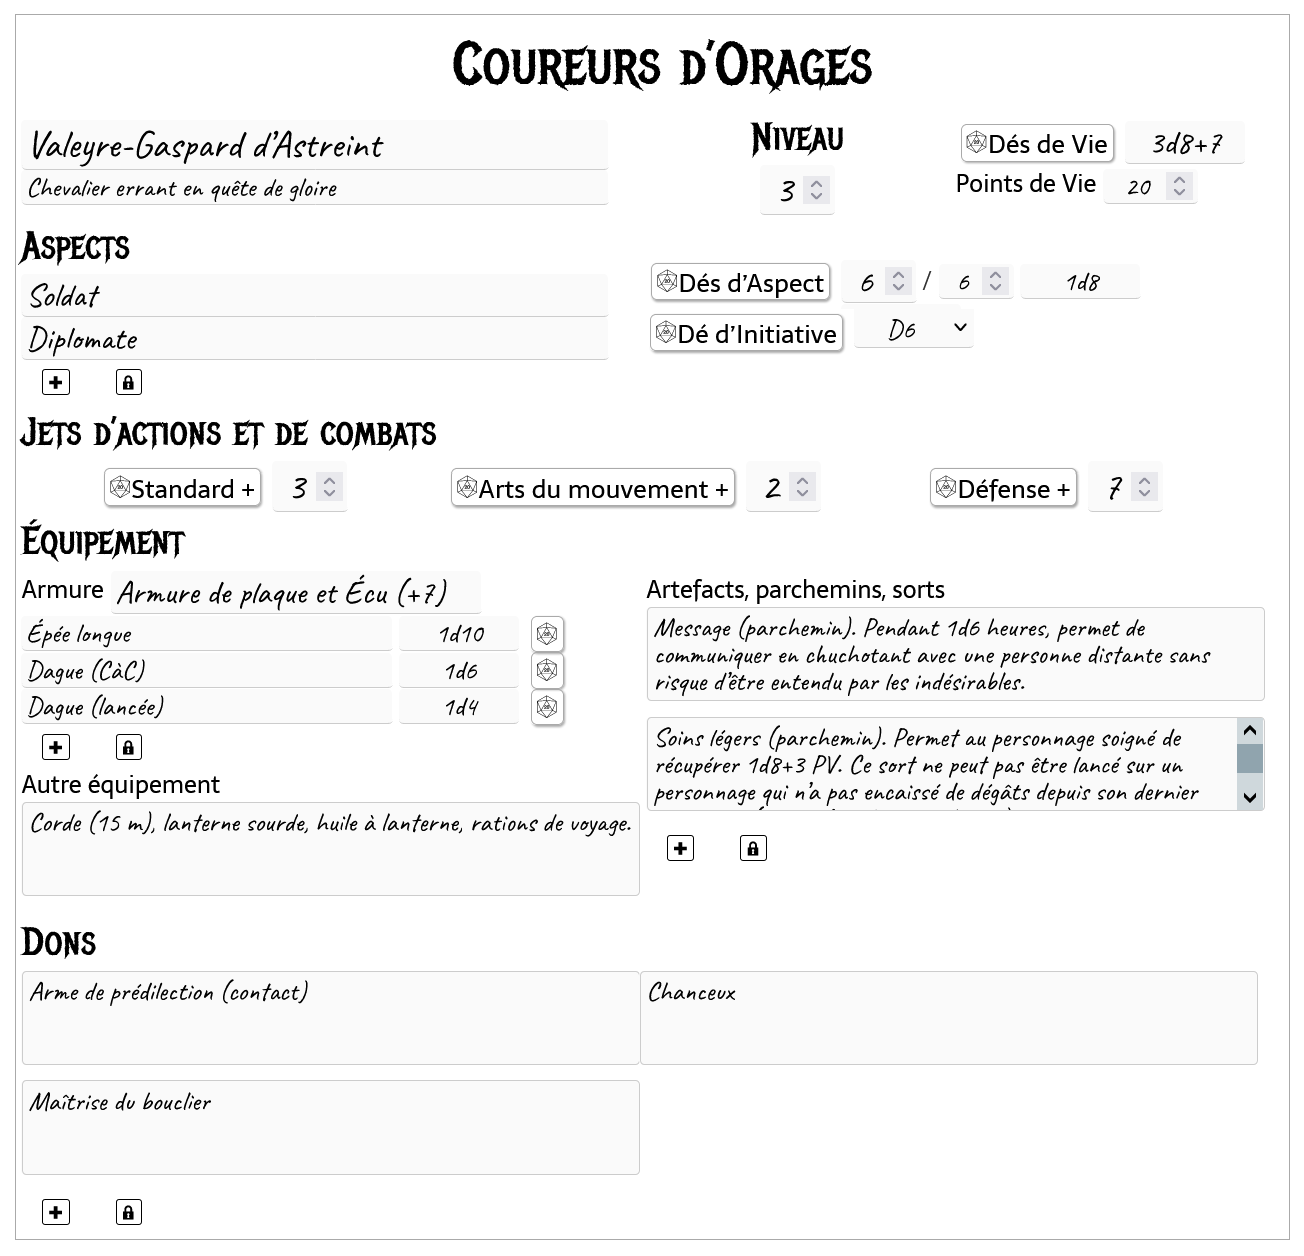 Coureurs d'Orages
Valeyre-Gaspard d'Astreint
Chevalier errant en quête de gloire
Niveau
3
Dés de Vie 3d8+7
Points de Vie 20
Aspects
Soldat
Diplomate
Dés d'Aspect 6 / 6 1d8
Dé d'Initiative D6
Jets d'actions et de combats
Standard + 3 Arts du mouvement + 2 Défense + 7
Équipement
Armure Armure de plaque et Écu (+7)
Épée longue 1d10
Dague (CàC) 1d6
Dague (lancée) 1d4
Autre équipement
Corde (15 m), lanterne sourde, huile à lanterne, rations de voyage.
Artefacts, parchemins, sorts
Message (parchemin). Pendant 1d6 heures, permet de
communiquer en chuchotant avec une personne distante sans
risque d'être entendu par les indésirables.
Soins légers (parchemin). Permet au personnage soigné de
récupérer 1d8+3 PV. Ce sort ne peut pas être lancé sur un
personnage qui n'a pas encaissé de dégâts depuis son dernier
Dons
Arme de prédilection (contact)
Chanceux
Maîtrise du bouclier